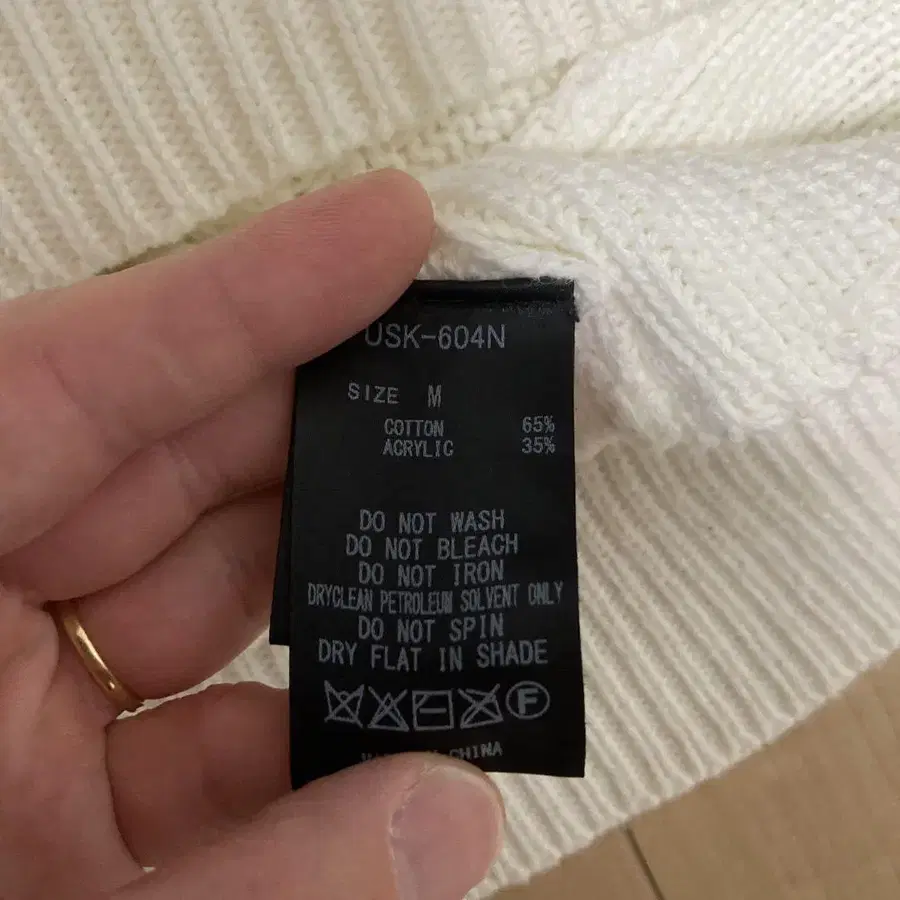 USK-604N
SIZE M
COTTON 65%
ACRYLIC 35%
DO NOT WASH
DO NOT BLEACH
DO NOT IRON
DRYCLEAN PETROLEUM SOLVENT ONLY
DO NOT SPIN
DRY FLAT IN SHADE
F
CHINA